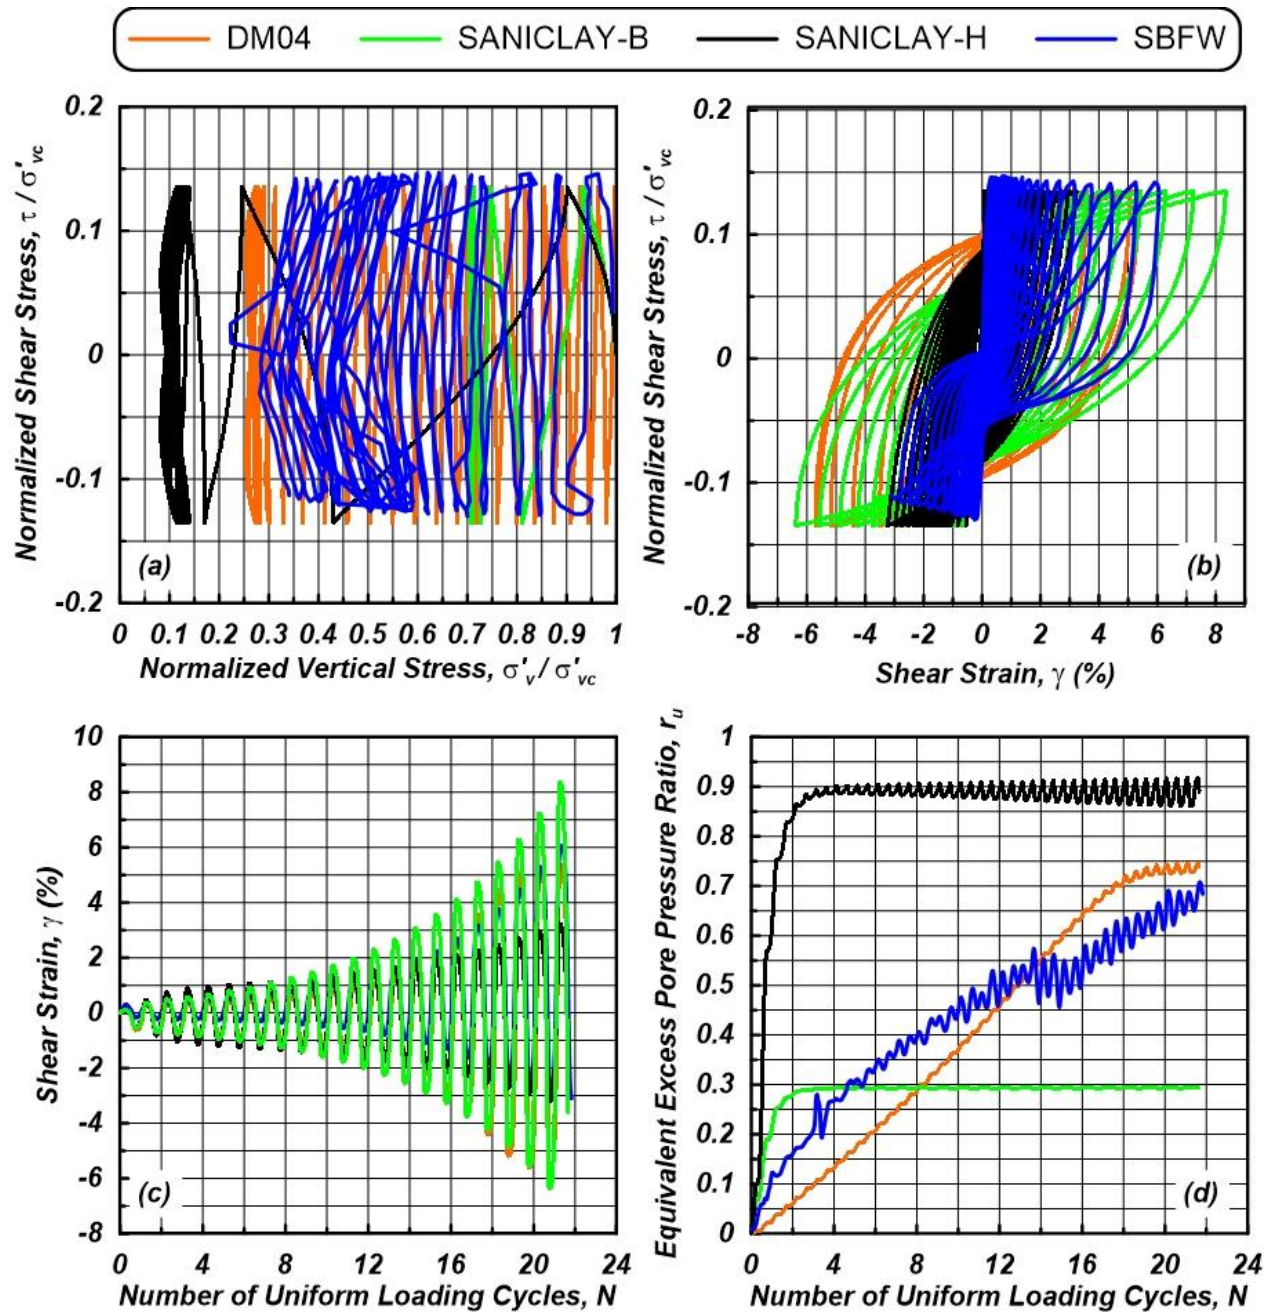 DM04 SANICLAY-B SANICLAY-H SBFW
Normalized Shear Stress, τ / σ'vc
0.2
0.1
0
-0.1
-0.2
(a)
0 0.1 0.2 0.3 0.4 0.5 0.6 0.7 0.8 0.9 1
Normalized Vertical Stress, σ'v / σ'vc
Normalized Shear Stress, τ / σ'vc
0.2
0.1
0
-0.1
-0.2
(b)
-8 -6 -4 -2 0 2 4 6 8
Shear Strain, γ (%)
Shear Strain, γ (%)
10
8
6
4
2
0
-2
-4
-6
-8
(c)
0 4 8 12 16 20 24
Number of Uniform Loading Cycles, N
Equivalent Excess Pore Pressure Ratio, ru
1
0.9
0.8
0.7
0.6
0.5
0.4
0.3
0.2
0.1
0
(d)
0 4 8 12 16 20 24
Number of Uniform Loading Cycles, N